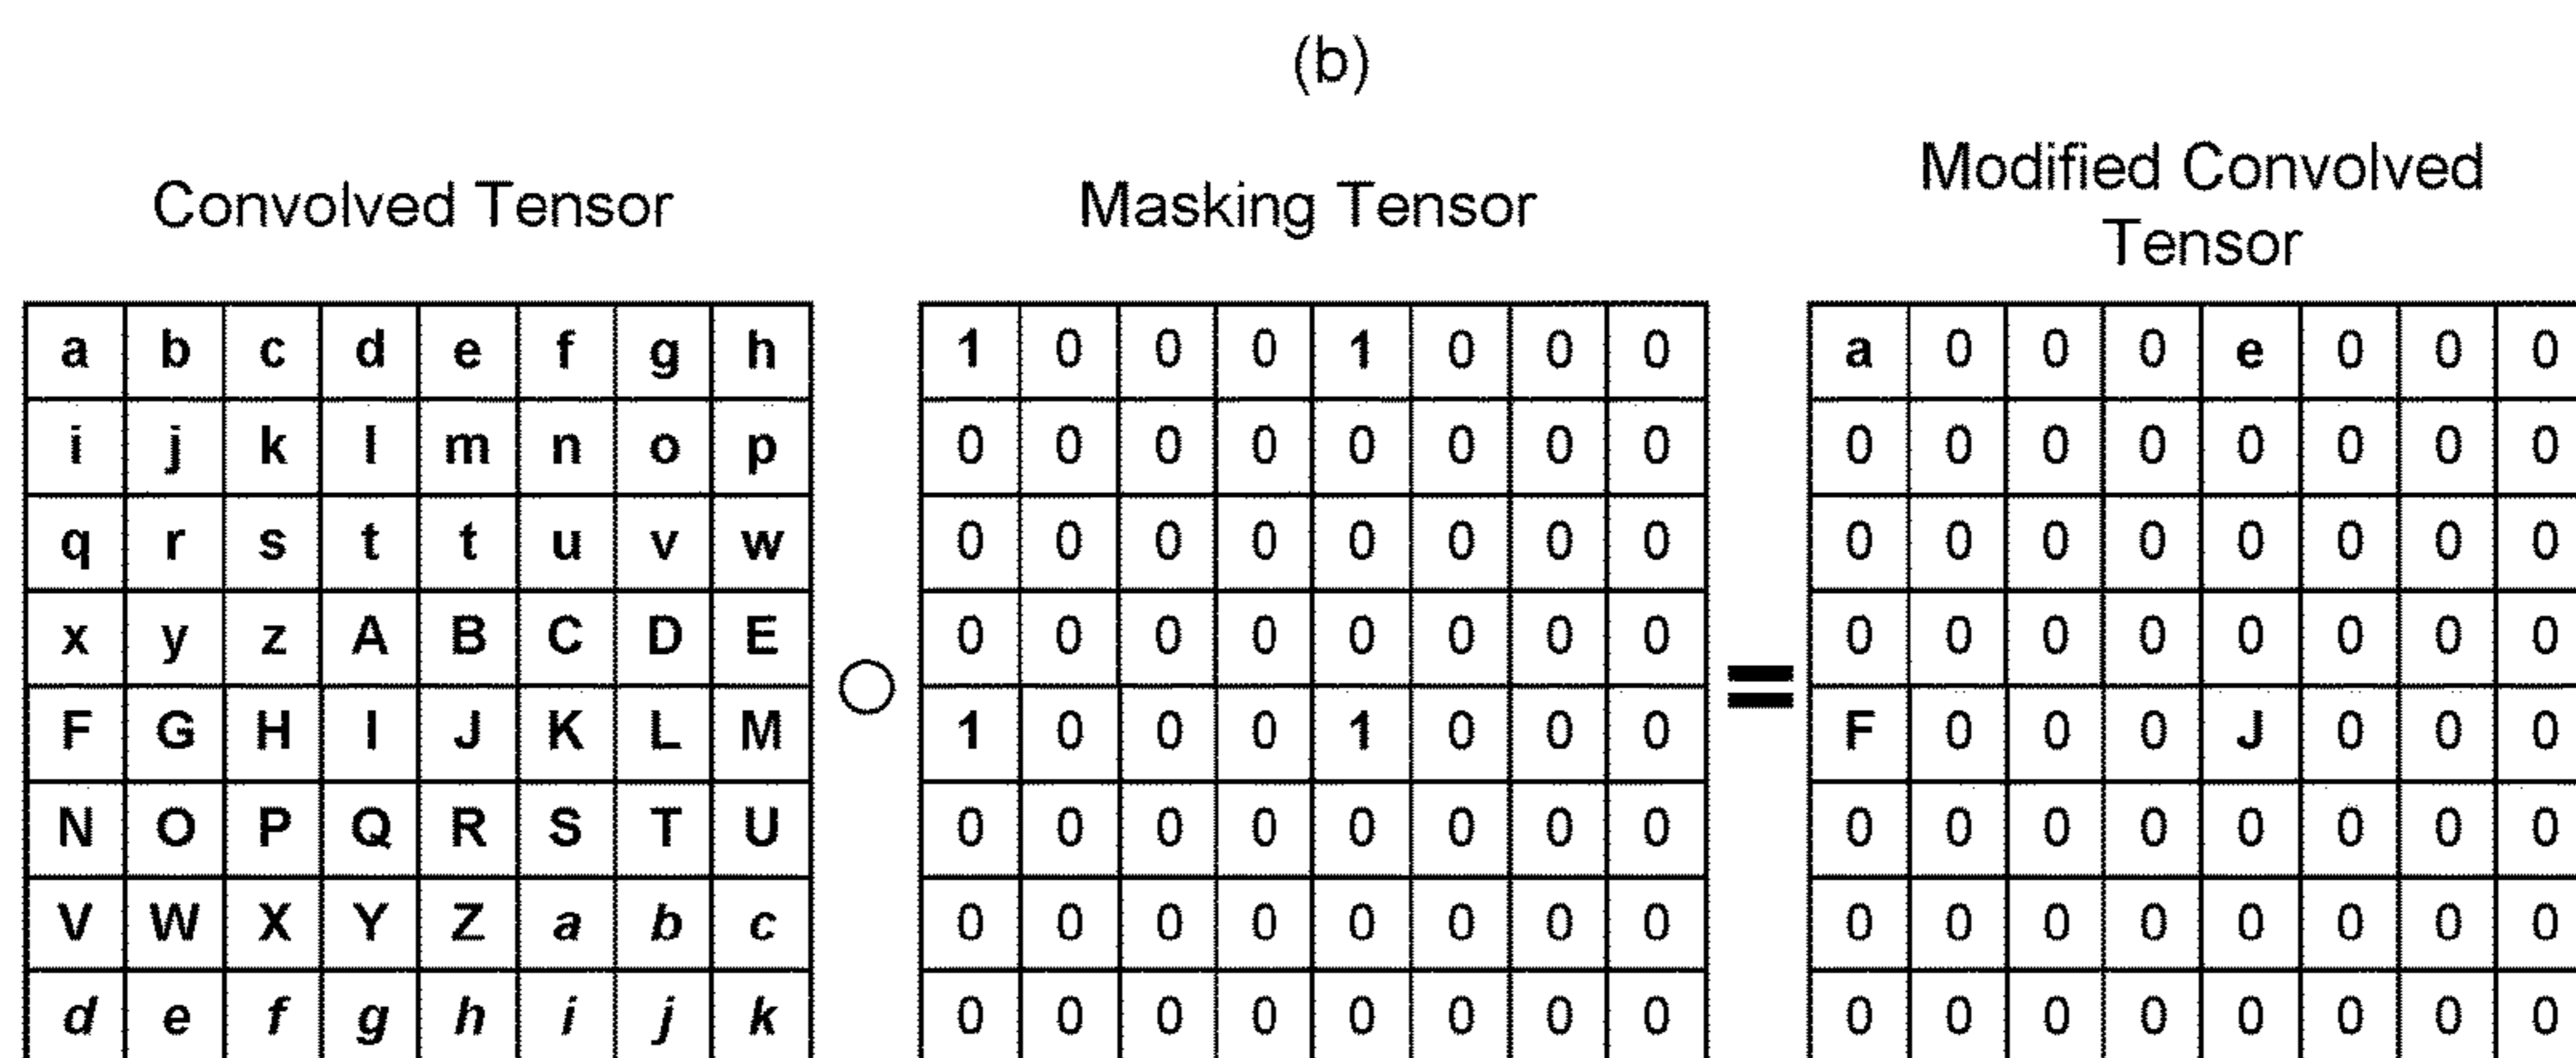 (b)
Convolved Tensor
Masking Tensor
Modified Convolved
Tensor
a b c d e f g h 1 0 0 0 1 0 0 0 a 0 0 0 e 0 0 0
i j k l m n o p 0 0 0 0 0 0 0 0 0 0 0 0 0 0 0 0
q r s t t u v w 0 0 0 0 0 0 0 0 0 0 0 0 0 0 0 0
x y z A B C D E 0 0 0 0 0 0 0 0 0 0 0 0 0 0 0 0
F G H I J K L M ○ 1 0 0 0 1 0 0 0 = F 0 0 0 J 0 0 0
N O P Q R S T U 0 0 0 0 0 0 0 0 0 0 0 0 0 0 0 0
V W X Y Z a b c 0 0 0 0 0 0 0 0 0 0 0 0 0 0 0 0
d e f g h i j k 0 0 0 0 0 0 0 0 0 0 0 0 0 0 0 0